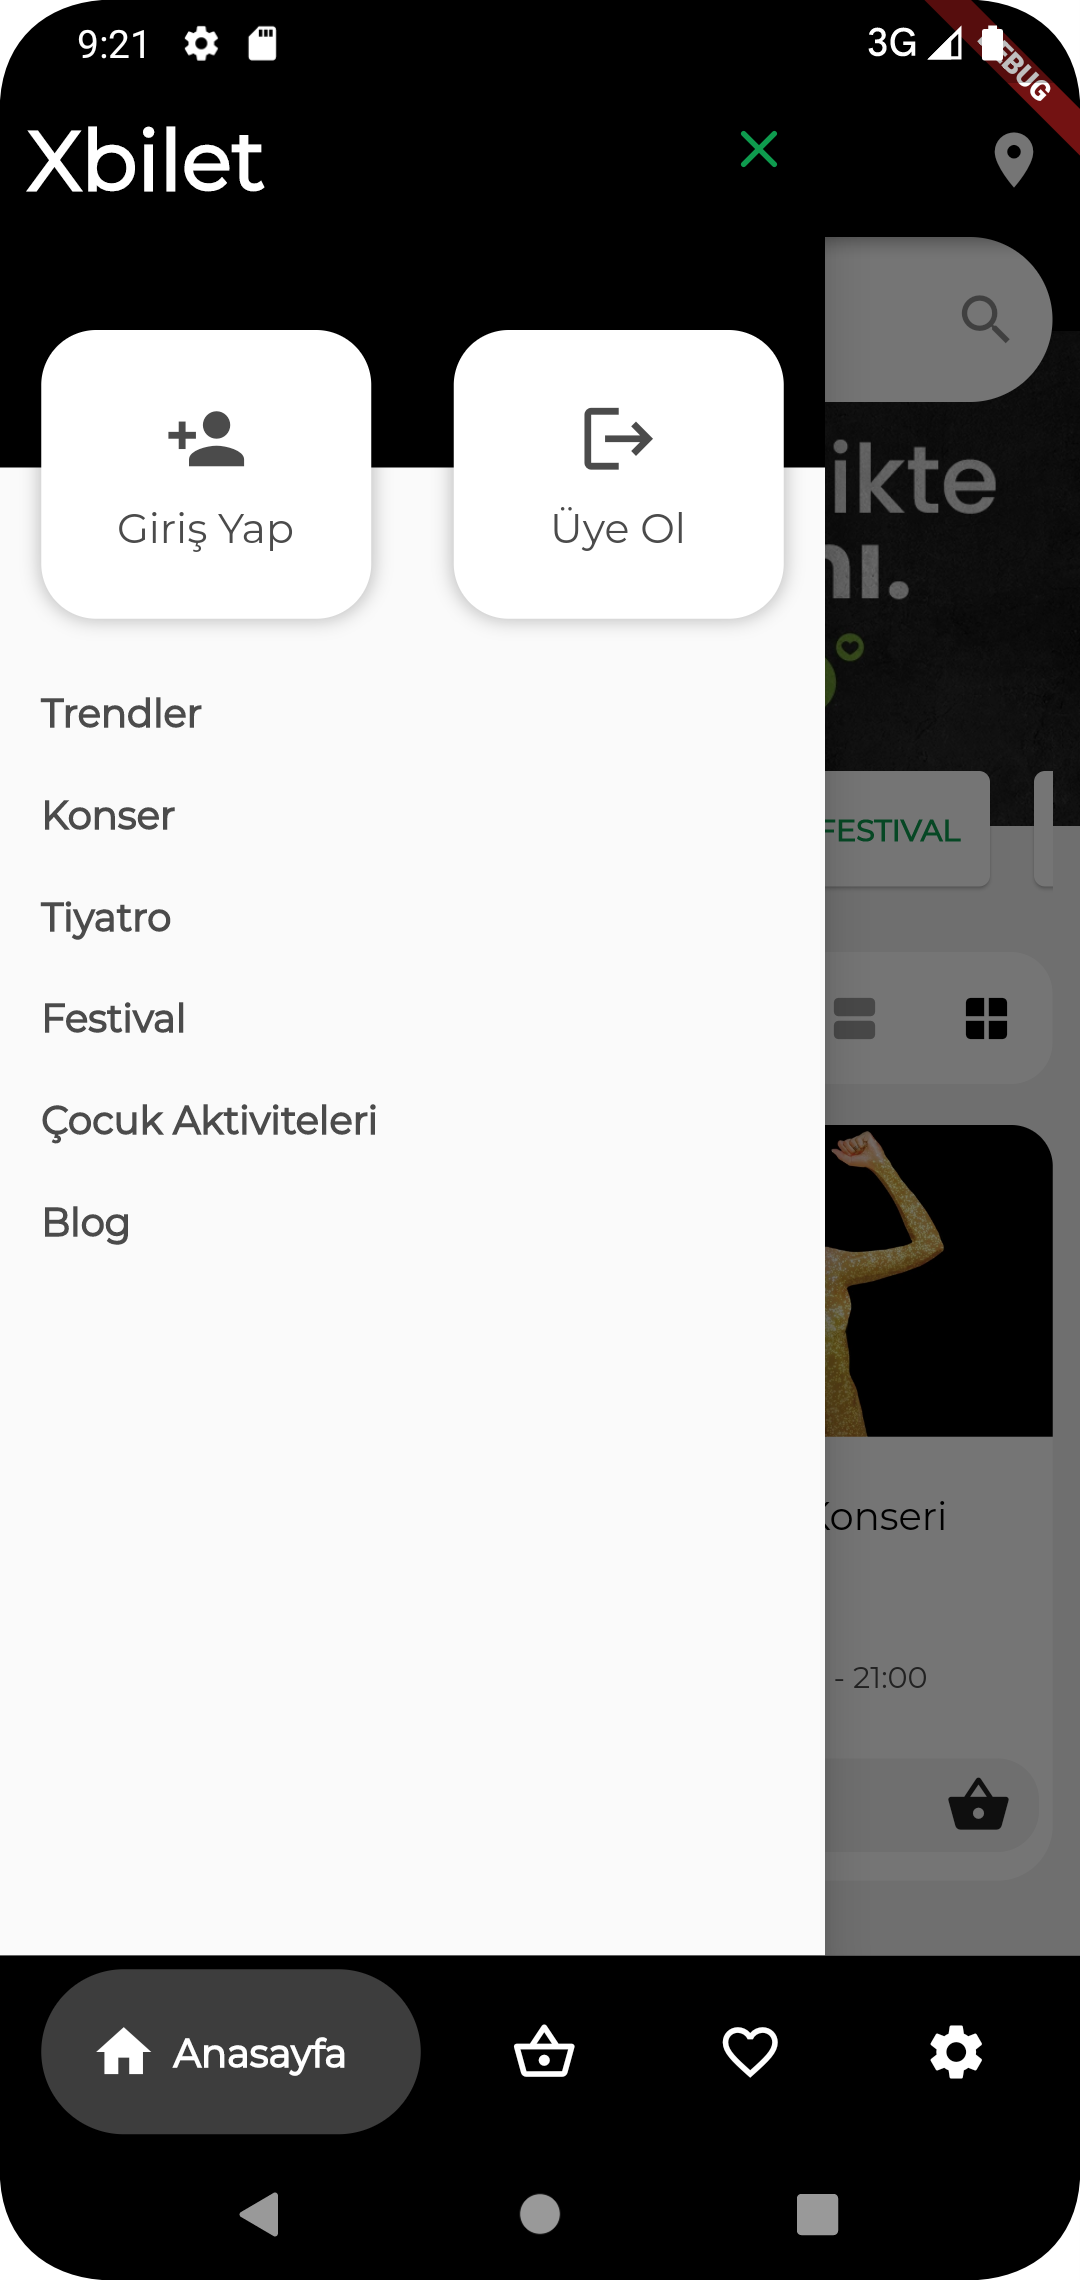 9:21
3G
EBUG
Xbilet
ikte
nı.
Giriş Yap
Üye Ol
Trendler
Konser
FESTIVAL
Tiyatro
Festival
Çocuk Aktiviteleri
Blog
Konseri
- 21:00
Anasayfa